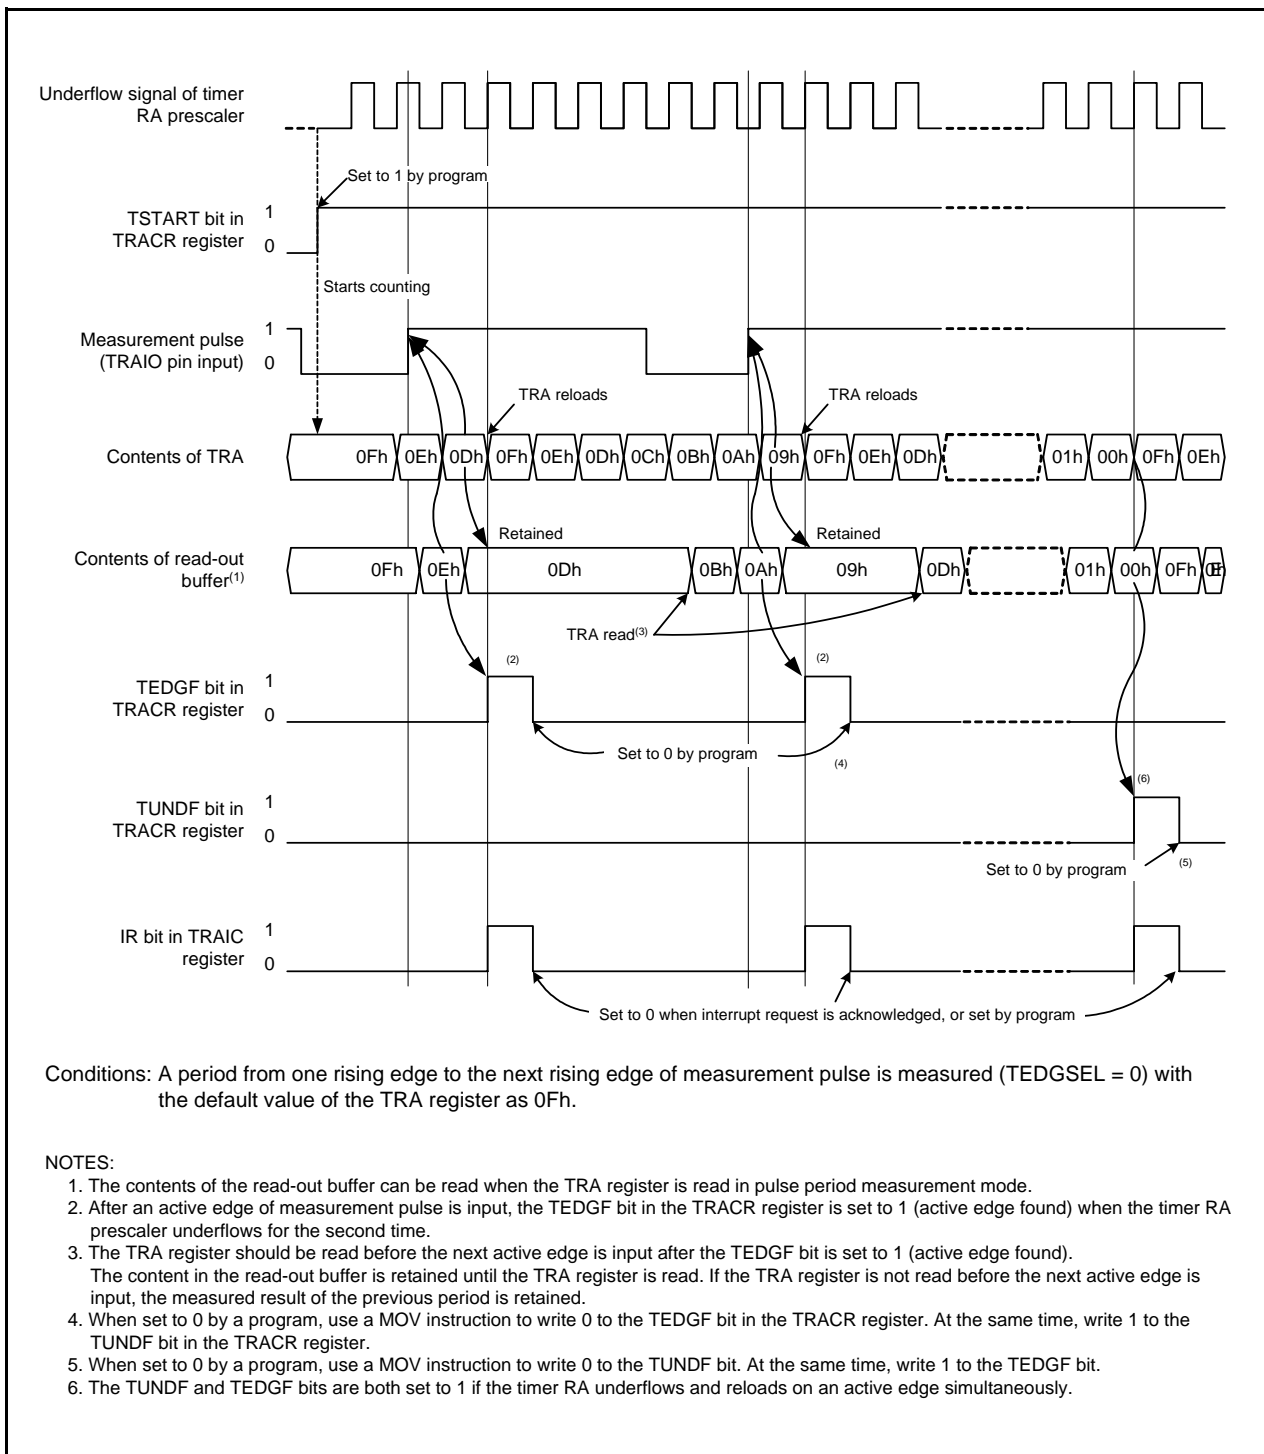 Underflow signal of timer
RA prescaler
Set to 1 by program
TSTART bit in
TRACR register
1
0
Starts counting
Measurement pulse
(TRAIO pin input)
1
0
TRA reloads
TRA reloads
Contents of TRA
0Fh 0Eh 0Dh 0Fh 0Eh 0Dh 0Ch 0Bh 0Ah 09h 0Fh 0Eh 0Dh 01h 00h 0Fh 0Eh
Retained
Retained
Contents of read-out
buffer(1)
0Fh 0Eh 0Dh 0Bh 0Ah 09h 0Dh 01h 00h 0Fh 0Eh
TRA read(3)
(2)
(2)
TEDGF bit in
TRACR register
1
0
Set to 0 by program
(4)
(6)
TUNDF bit in
TRACR register
1
0
Set to 0 by program
(5)
IR bit in TRAIC
register
1
0
Set to 0 when interrupt request is acknowledged, or set by program
Conditions: A period from one rising edge to the next rising edge of measurement pulse is measured (TEDGSEL = 0) with
the default value of the TRA register as 0Fh.
NOTES:
1. The contents of the read-out buffer can be read when the TRA register is read in pulse period measurement mode.
2. After an active edge of measurement pulse is input, the TEDGF bit in the TRACR register is set to 1 (active edge found) when the timer RA
prescaler underflows for the second time.
3. The TRA register should be read before the next active edge is input after the TEDGF bit is set to 1 (active edge found).
The content in the read-out buffer is retained until the TRA register is read. If the TRA register is not read before the next active edge is
input, the measured result of the previous period is retained.
4. When set to 0 by a program, use a MOV instruction to write 0 to the TEDGF bit in the TRACR register. At the same time, write 1 to the
TUNDF bit in the TRACR register.
5. When set to 0 by a program, use a MOV instruction to write 0 to the TUNDF bit. At the same time, write 1 to the TEDGF bit.
6. The TUNDF and TEDGF bits are both set to 1 if the timer RA underflows and reloads on an active edge simultaneously.